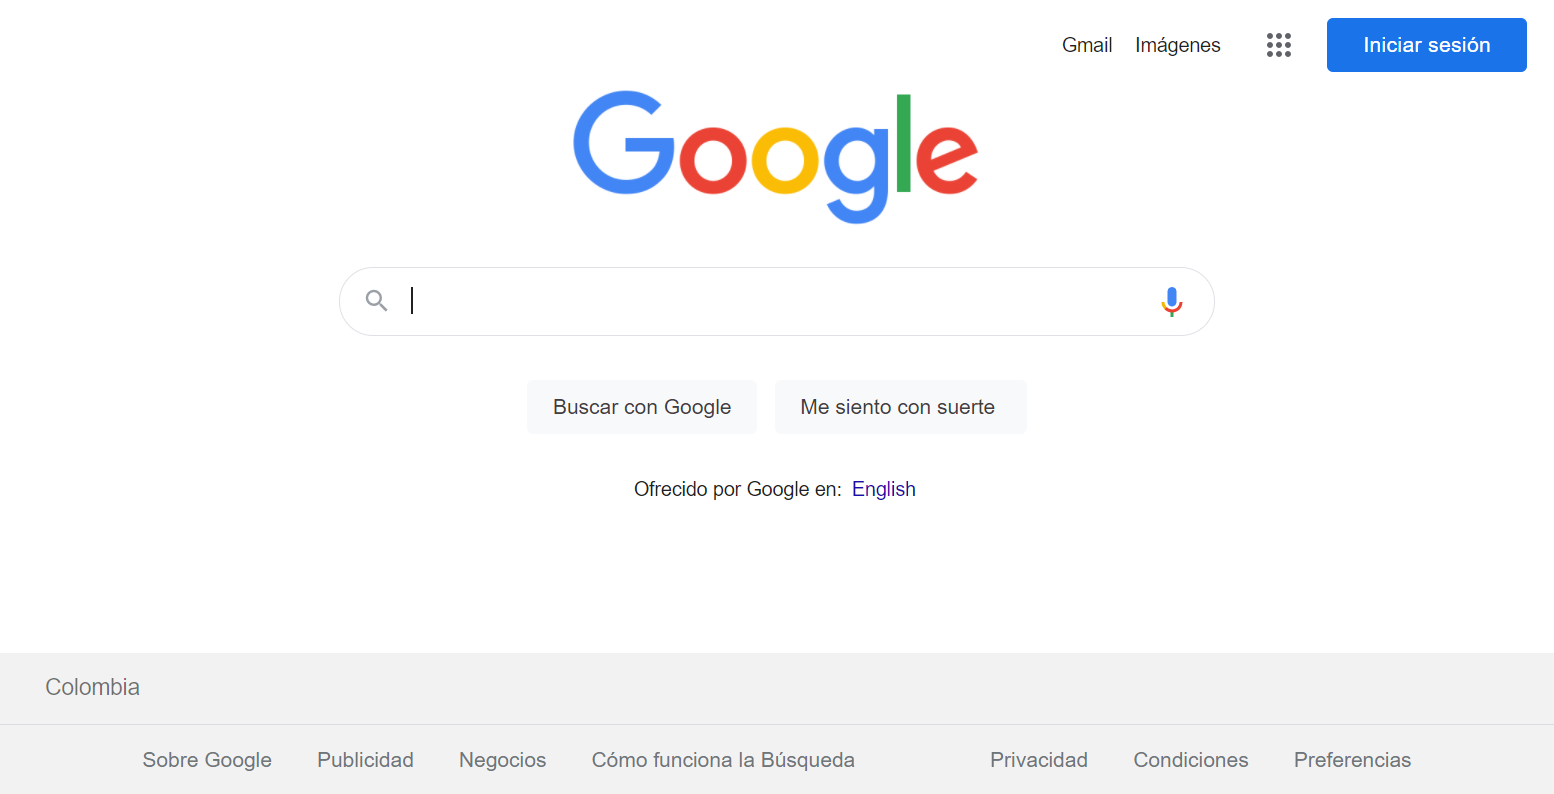 Gmail Imágenes Iniciar sesión
Google
Buscar con Google Me siento con suerte
Ofrecido por Google en: English
Colombia
Sobre Google Publicidad Negocios Cómo funciona la Búsqueda Privacidad Condiciones Preferencias